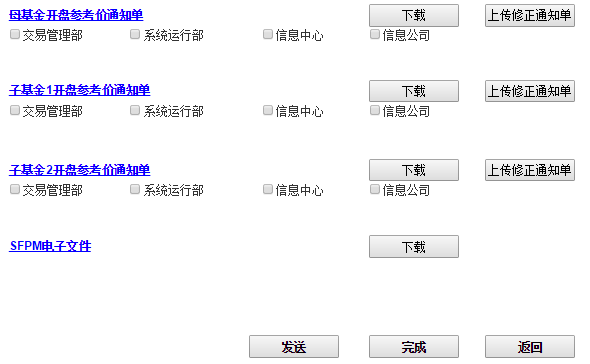 母基金开盘参考价通知单 下载 上传修正通知单
交易管理部 系统运行部 信息中心 信息公司
子基金1开盘参考价通知单 下载 上传修正通知单
交易管理部 系统运行部 信息中心 信息公司
子基金2开盘参考价通知单 下载 上传修正通知单
交易管理部 系统运行部 信息中心 信息公司
SFPM电子文件 下载
发送 完成 返回